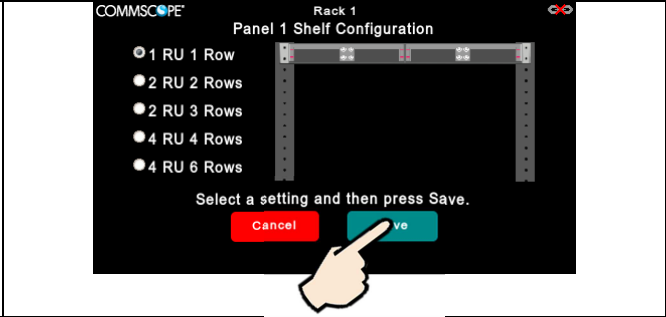 COMMSCOPE®
Rack 1
Panel 1 Shelf Configuration
1 RU 1 Row
2 RU 2 Rows
2 RU 3 Rows
4 RU 4 Rows
4 RU 6 Rows
Select a setting and then press Save.
Cancel